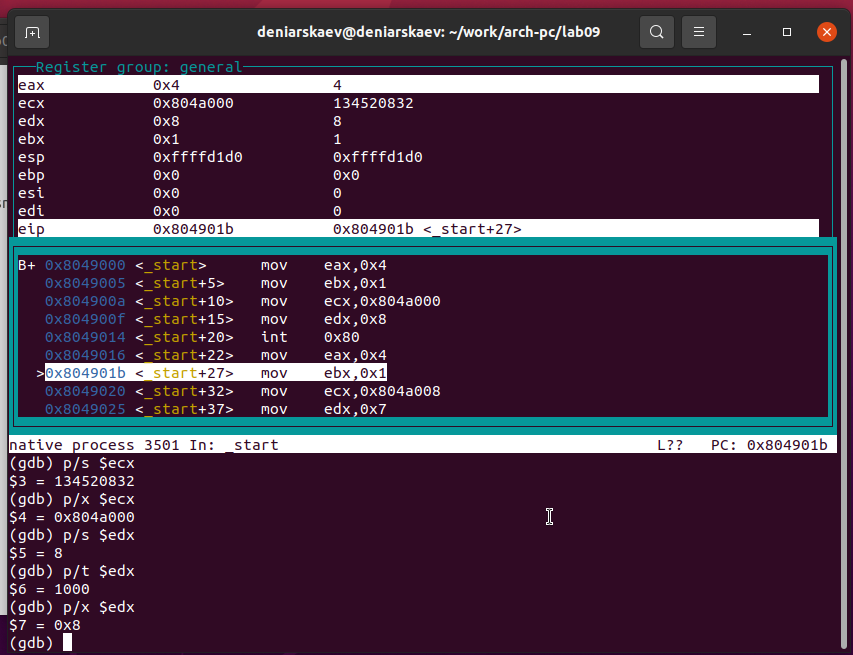 deniarskaev@deniarskaev: ~/work/arch-pc/lab09
Register group: general
eax 0x4 4
ecx 0x804a000 134520832
edx 0x8 8
ebx 0x1 1
esp 0xffffd1d0 0xffffd1d0
ebp 0x0 0x0
esi 0x0 0
edi 0x0 0
eip 0x804901b 0x804901b <_start+27>
B+ 0x8049000 <_start> mov eax,0x4
0x8049005 <_start+5> mov ebx,0x1
0x804900a <_start+10> mov ecx,0x804a000
0x804900f <_start+15> mov edx,0x8
0x8049014 <_start+20> int 0x80
0x8049016 <_start+22> mov eax,0x4
>0x804901b <_start+27> mov ebx,0x1
0x8049020 <_start+32> mov ecx,0x804a008
0x8049025 <_start+37> mov edx,0x7
native process 3501 In: _start L?? PC: 0x804901b
(gdb) p/s $ecx
$3 = 134520832
(gdb) p/x $ecx
$4 = 0x804a000
(gdb) p/s $edx
$5 = 8
(gdb) p/t $edx
$6 = 1000
(gdb) p/x $edx
$7 = 0x8
(gdb)